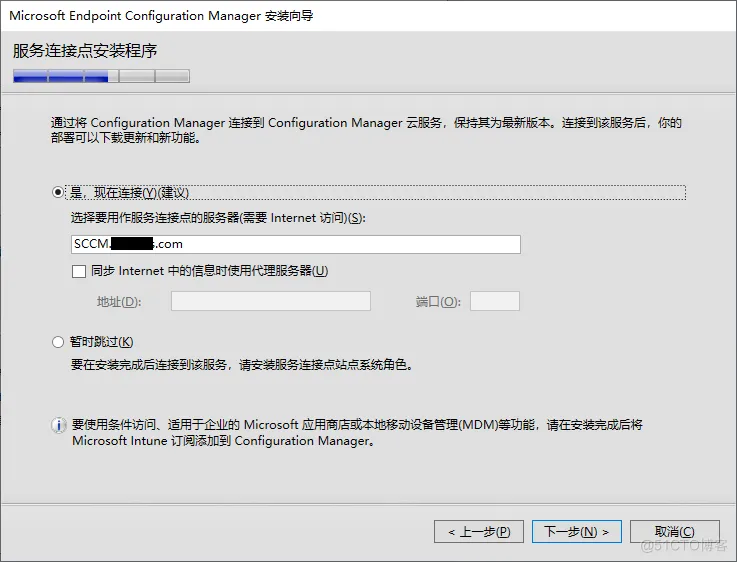 Microsoft Endpoint Configuration Manager 安装向导
服务连接点安装程序
通过将 Configuration Manager 连接到 Configuration Manager 云服务，保持其为最新版本。连接到该服务后，你的
部署可以下载更新和新功能。
是，现在连接(Y)(建议)
选择要用作服务连接点的服务器(需要 Internet 访问)(S):
SCCM. s.com
同步 Internet 中的信息时使用代理服务器(U)
地址(D): 端口(O):
暂时跳过(K)
要在安装完成后连接到该服务，请安装服务连接点站点系统角色。
要使用条件访问、适用于企业的 Microsoft 应用商店或本地移动设备管理(MDM)等功能，请在安装完成后将
Microsoft Intune 订阅添加到 Configuration Manager。
< 上一步(P) 下一步(N) > 取消(C)
@51CTO博客